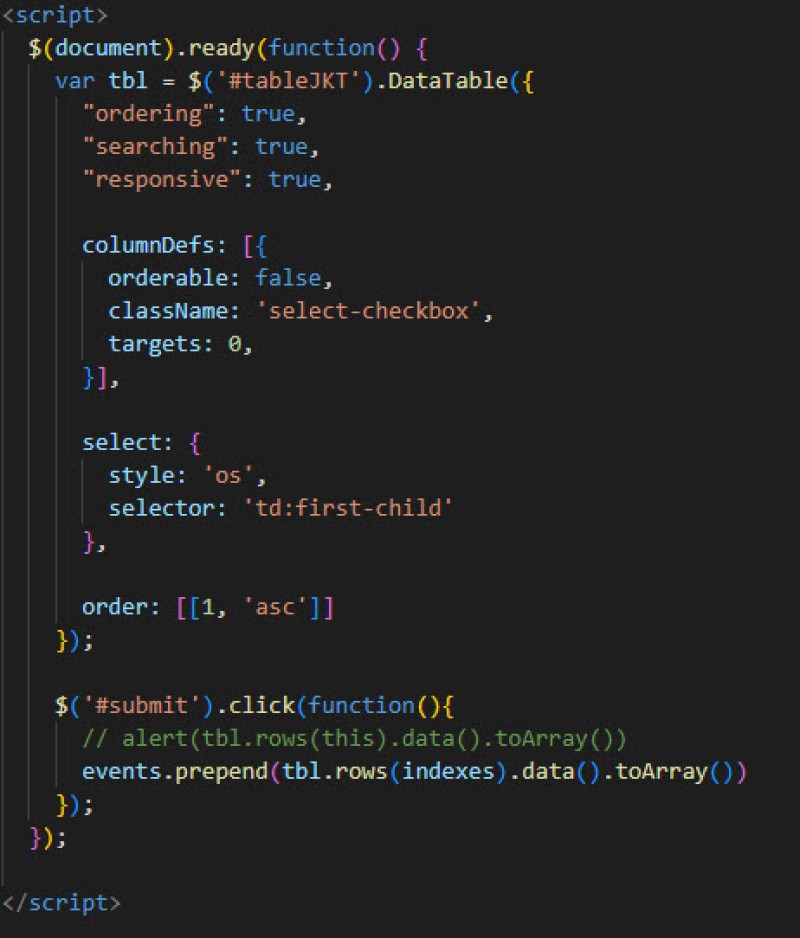 <script>
$(document).ready(function() {
var tbl = $('#tableJKT').DataTable({
"ordering": true,
"searching": true,
"responsive": true,
columnDefs: [{
orderable: false,
className: 'select-checkbox',
targets: 0,
}],
select: {
style: 'os',
selector: 'td:first-child'
},
order: [[1, 'asc']]
});
$('#submit').click(function(){
// alert(tbl.rows(this).data().toArray())
events.prepend(tbl.rows(indexes).data().toArray())
});
});
</script>